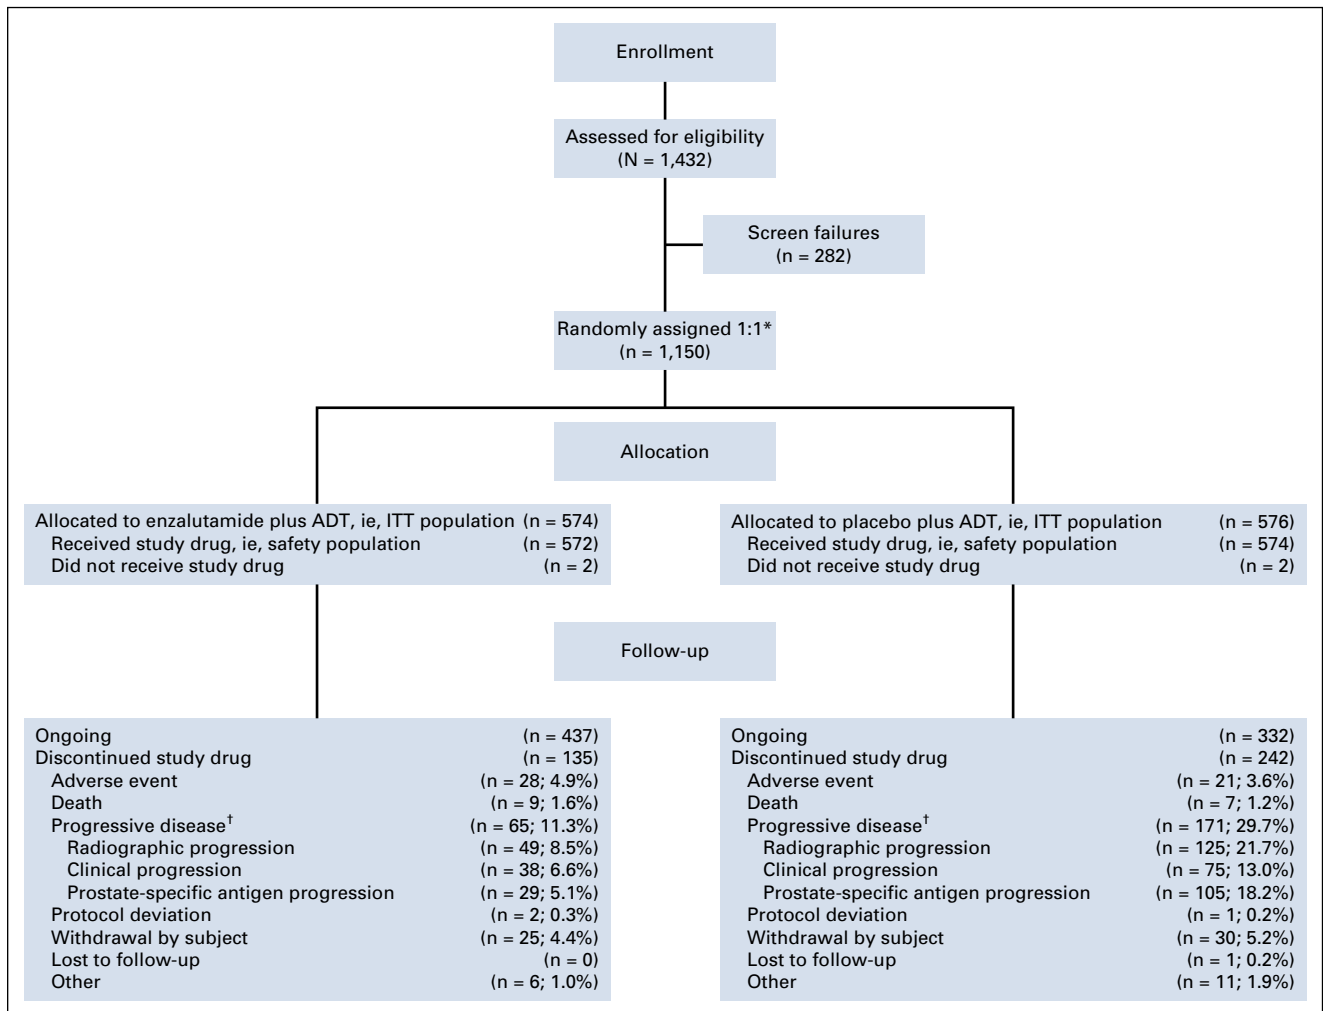 Enrollment
Assessed for eligibility
(N = 1,432)
Screen failures
(n = 282)
Randomly assigned 1:1*
(n = 1,150)
Allocation
Allocated to enzalutamide plus ADT, ie, ITT population (n = 574)
Received study drug, ie, safety population (n = 572)
Did not receive study drug (n = 2)
Allocated to placebo plus ADT, ie, ITT population (n = 576)
Received study drug, ie, safety population (n = 574)
Did not receive study drug (n = 2)
Follow-up
Ongoing (n = 437)
Discontinued study drug (n = 135)
Adverse event (n = 28; 4.9%)
Death (n = 9; 1.6%)
Progressive disease† (n = 65; 11.3%)
Radiographic progression (n = 49; 8.5%)
Clinical progression (n = 38; 6.6%)
Prostate-specific antigen progression (n = 29; 5.1%)
Protocol deviation (n = 2; 0.3%)
Withdrawal by subject (n = 25; 4.4%)
Lost to follow-up (n = 0)
Other (n = 6; 1.0%)
Ongoing (n = 332)
Discontinued study drug (n = 242)
Adverse event (n = 21; 3.6%)
Death (n = 7; 1.2%)
Progressive disease† (n = 171; 29.7%)
Radiographic progression (n = 125; 21.7%)
Clinical progression (n = 75; 13.0%)
Prostate-specific antigen progression (n = 105; 18.2%)
Protocol deviation (n = 1; 0.2%)
Withdrawal by subject (n = 30; 5.2%)
Lost to follow-up (n = 1; 0.2%)
Other (n = 11; 1.9%)